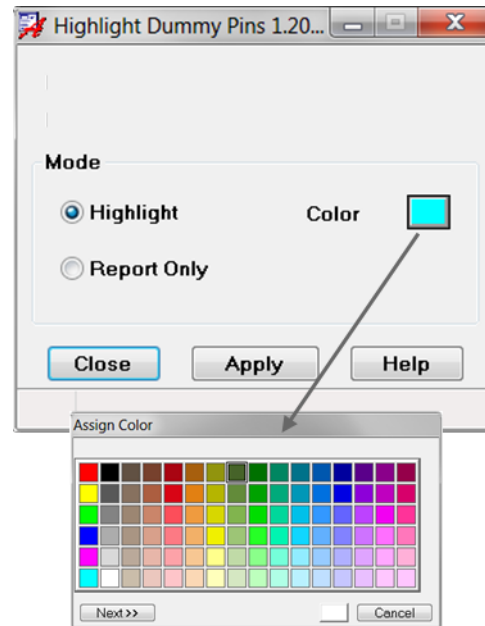 Highlight Dummy Pins 1.20...
Mode
Highlight Color
Report Only
Close Apply Help
Assign Color
Next>> Cancel